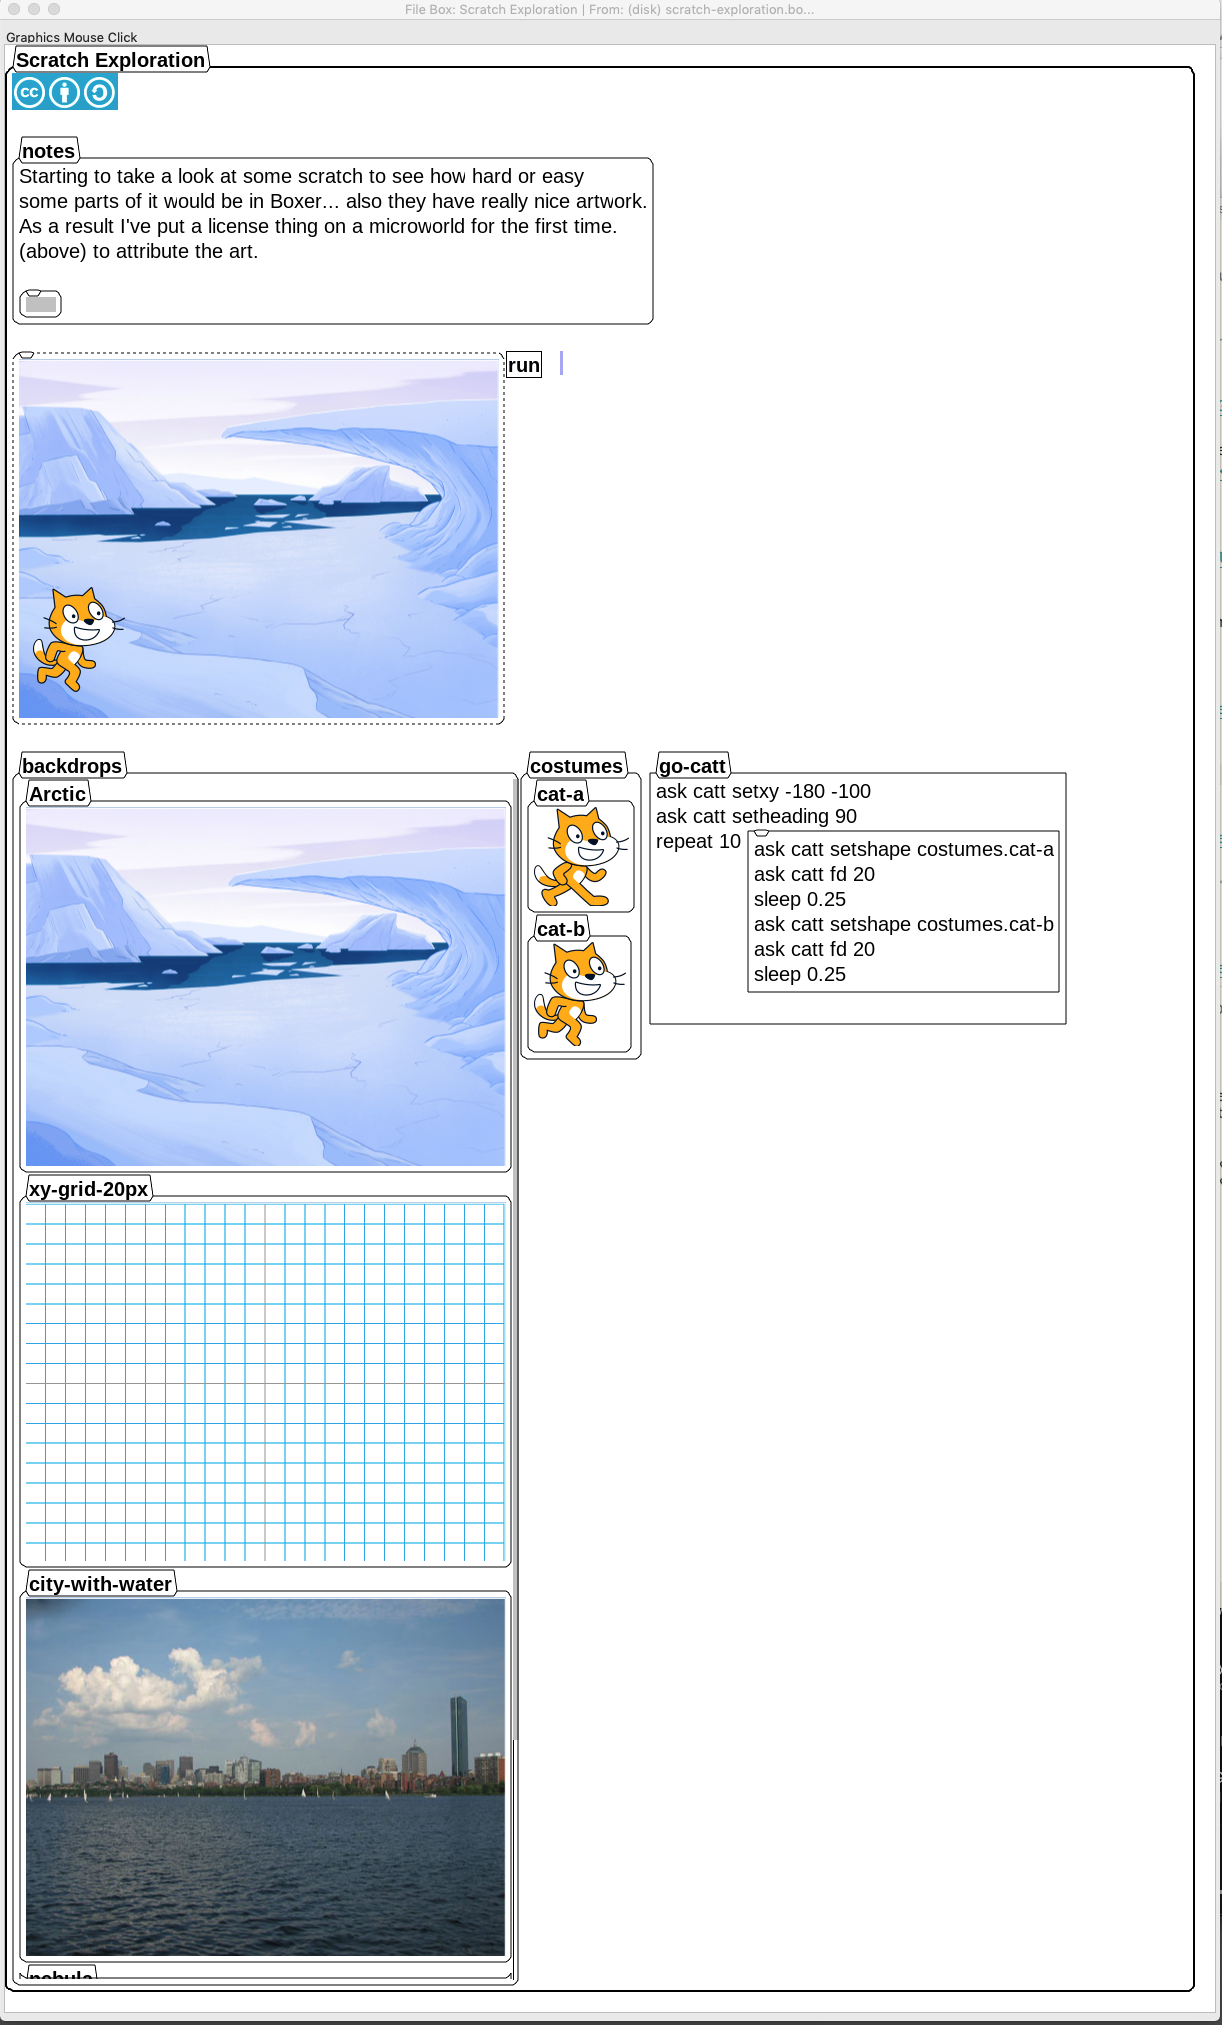 File Box: Scratch Exploration | From: (disk) scratch-exploration.bo...
Graphics Mouse Click
Scratch Exploration
cc
notes
Starting to take a look at some scratch to see how hard or easy
some parts of it would be in Boxer... also they have really nice artwork.
As a result I've put a license thing on a microworld for the first time.
(above) to attribute the art.
run
backdrops
Arctic
xy-grid-20px
city-with-water
nebula
costumes
cat-a
cat-b
go-catt
ask catt setxy -180 -100
ask catt setheading 90
repeat 10
ask catt setshape costumes.cat-a
ask catt fd 20
sleep 0.25
ask catt setshape costumes.cat-b
ask catt fd 20
sleep 0.25